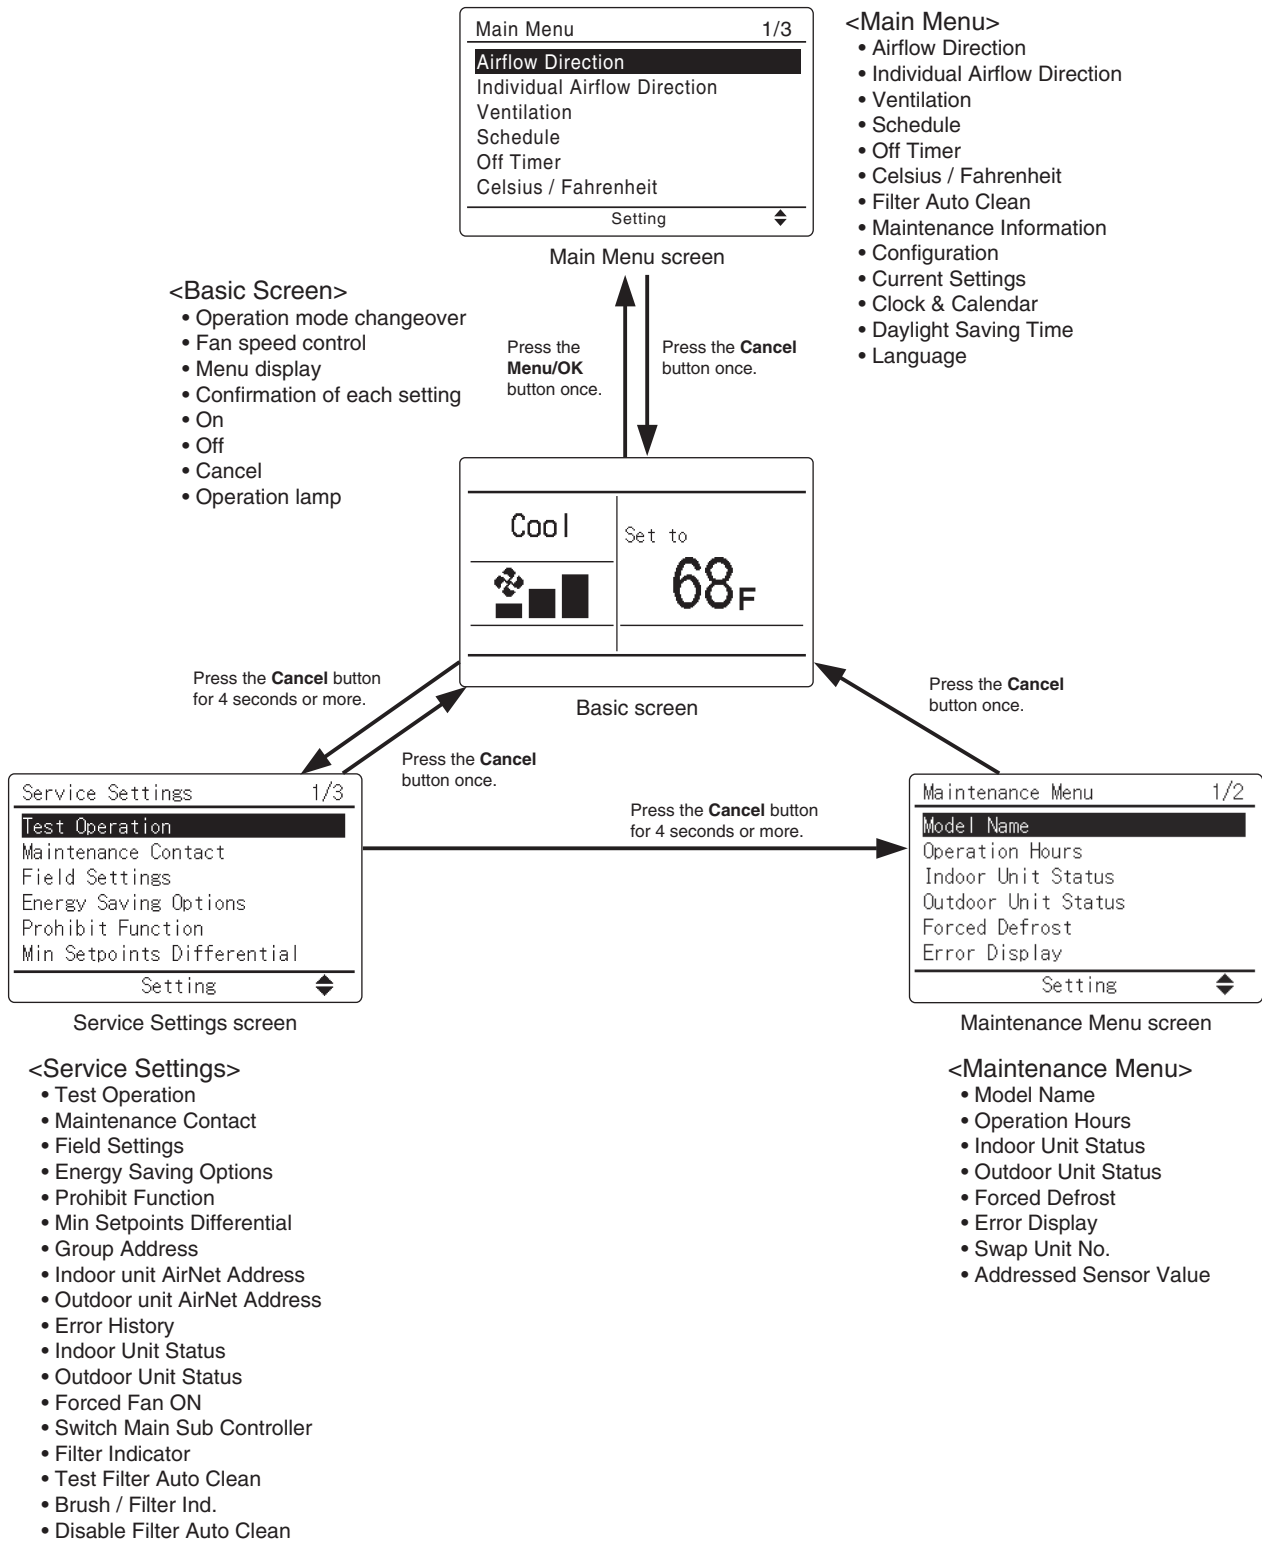 Main Menu 1/3
Airflow Direction
Individual Airflow Direction
Ventilation
Schedule
Off Timer
Celsius / Fahrenheit
Setting
Main Menu screen
<Main Menu>
• Airflow Direction
• Individual Airflow Direction
• Ventilation
• Schedule
• Off Timer
• Celsius / Fahrenheit
• Filter Auto Clean
• Maintenance Information
• Configuration
• Current Settings
• Clock & Calendar
• Daylight Saving Time
• Language
<Basic Screen>
• Operation mode changeover
• Fan speed control
• Menu display
• Confirmation of each setting
• On
• Off
• Cancel
• Operation lamp
Press the
Menu/OK
button once.
Press the Cancel
button once.
Cool
Set to
68F
Basic screen
Press the Cancel button
for 4 seconds or more.
Press the Cancel
button once.
Press the Cancel
button once.
Press the Cancel button
for 4 seconds or more.
Service Settings 1/3
Test Operation
Maintenance Contact
Field Settings
Energy Saving Options
Prohibit Function
Min Setpoints Differential
Setting
Service Settings screen
Maintenance Menu 1/2
Model Name
Operation Hours
Indoor Unit Status
Outdoor Unit Status
Forced Defrost
Error Display
Setting
Maintenance Menu screen
<Service Settings>
• Test Operation
• Maintenance Contact
• Field Settings
• Energy Saving Options
• Prohibit Function
• Min Setpoints Differential
• Group Address
• Indoor unit AirNet Address
• Outdoor unit AirNet Address
• Error History
• Indoor Unit Status
• Outdoor Unit Status
• Forced Fan ON
• Switch Main Sub Controller
• Filter Indicator
• Test Filter Auto Clean
• Brush / Filter Ind.
• Disable Filter Auto Clean
<Maintenance Menu>
• Model Name
• Operation Hours
• Indoor Unit Status
• Outdoor Unit Status
• Forced Defrost
• Error Display
• Swap Unit No.
• Addressed Sensor Value